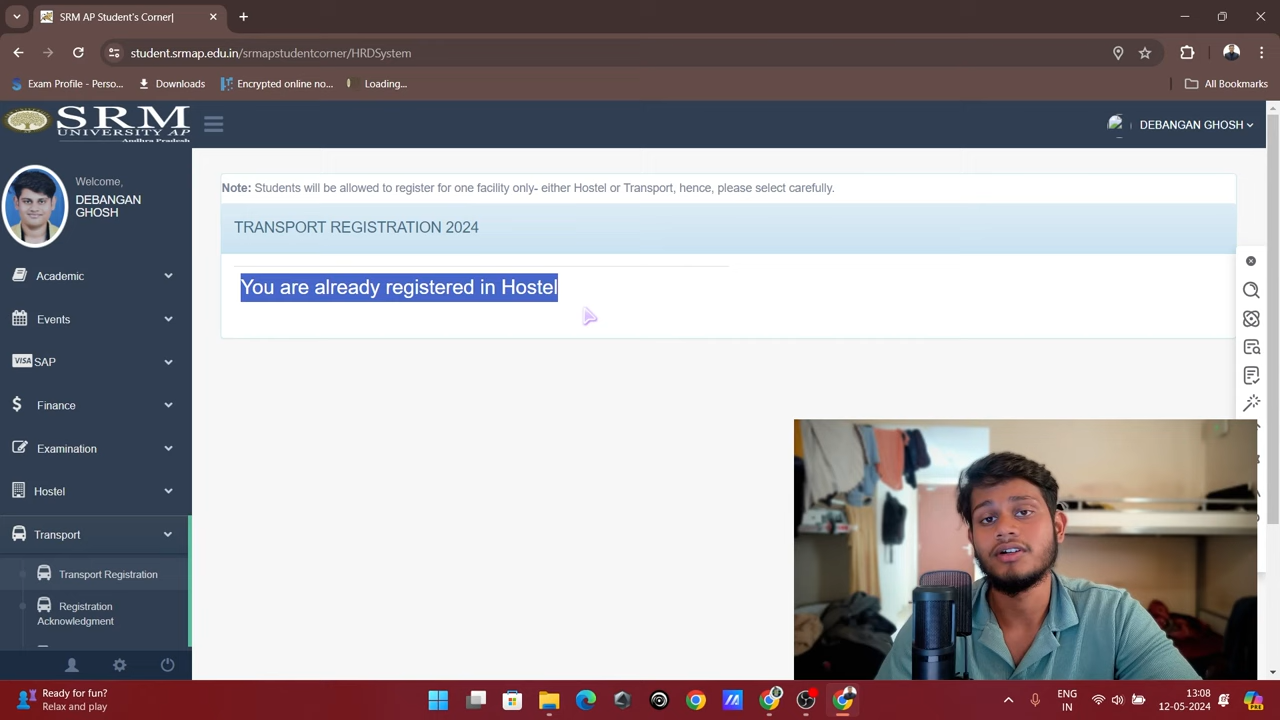 SRM AP Student's Corner|
student.srmap.edu.in/srmapstudentcorner/HRDSystem
Exam Profile - Perso...
Downloads
Encrypted online no...
Loading...
All Bookmarks
SRM
UNIVERSITY AP
Andhra Pradesh
DEBANGAN GHOSH
Welcome,
DEBANGAN
GHOSH
Academic
Events
VISA SAP
Finance
Examination
Hostel
Transport
Transport Registration
Registration
Acknowledgment
Note: Students will be allowed to register for one facility only- either Hostel or Transport, hence, please select carefully.
TRANSPORT REGISTRATION 2024
You are already registered in Hostel
Ready for fun?
Relax and play
ENG
IN
13:08
12-05-2024
PRE